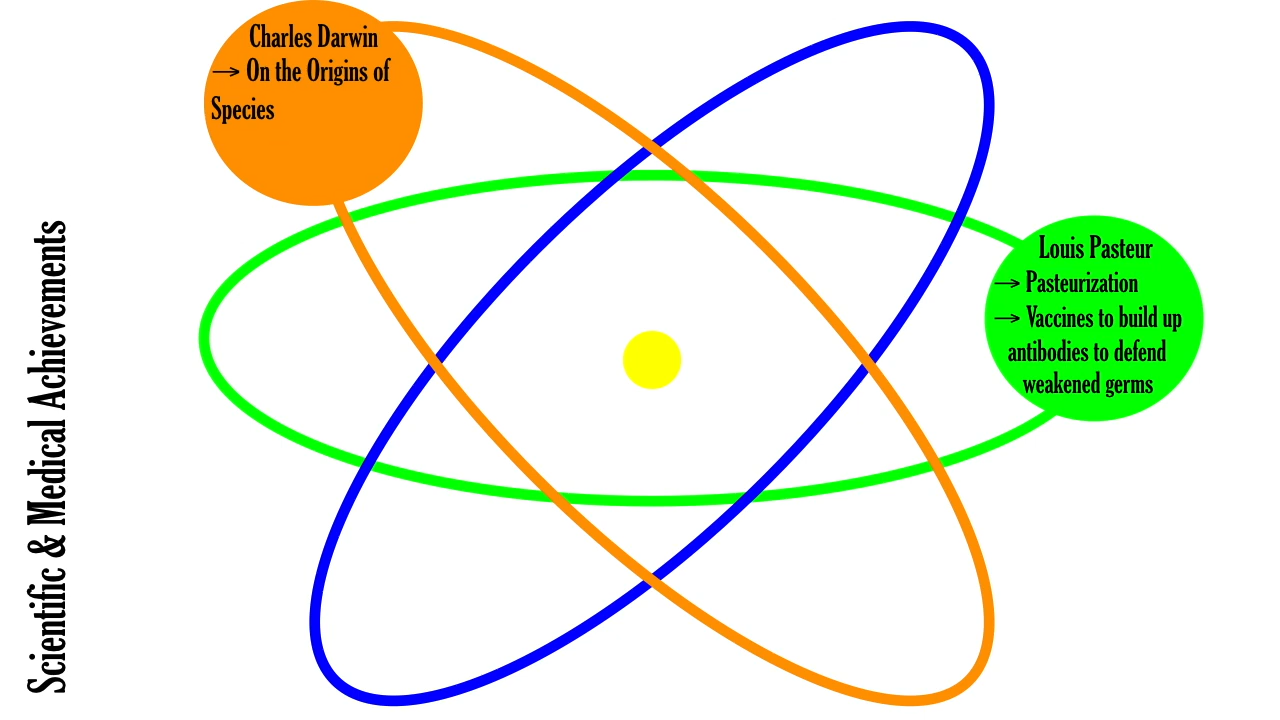 Scientific & Medical Achievements
Charles Darwin
→ On the Origins of
Species
Louis Pasteur
→ Pasteurization
→ Vaccines to build up
antibodies to defend
weakened germs